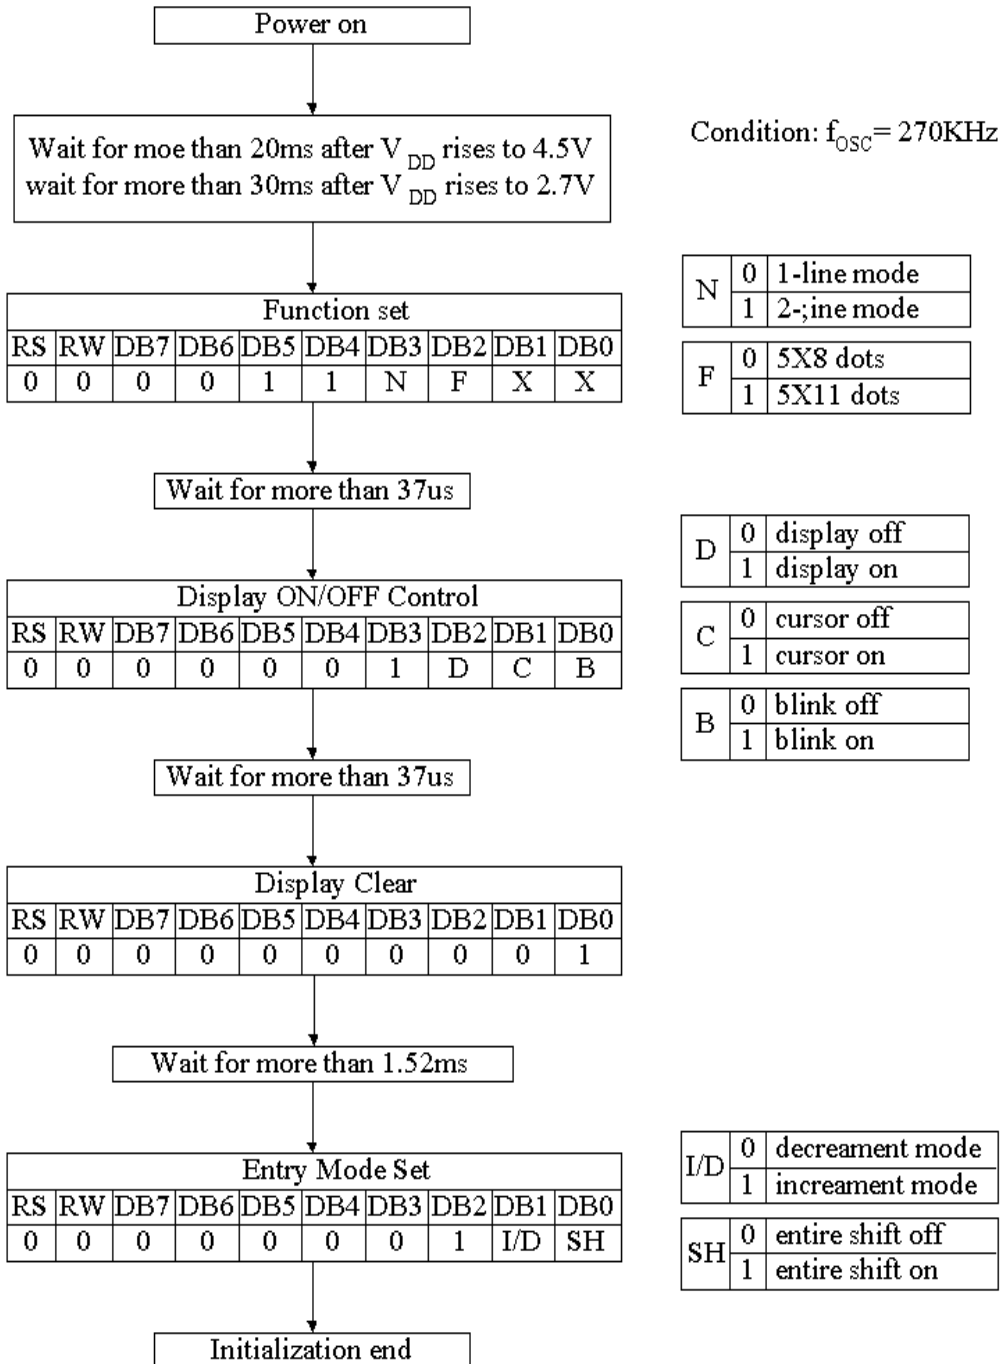 Power on
Wait for moe than 20ms after V DD rises to 4.5V
wait for more than 30ms after V DD rises to 2.7V
Condition: fOSC= 270KHz
Function set
RS RW DB7 DB6 DB5 DB4 DB3 DB2 DB1 DB0
0 0 0 0 1 1 N F X X
N
0 1-line mode
1 2-;ine mode
F
0 5X8 dots
1 5X11 dots
Wait for more than 37us
Display ON/OFF Control
RS RW DB7 DB6 DB5 DB4 DB3 DB2 DB1 DB0
0 0 0 0 0 0 1 D C B
D
0 display off
1 display on
C
0 cursor off
1 cursor on
B
0 blink off
1 blink on
Wait for more than 37us
Display Clear
RS RW DB7 DB6 DB5 DB4 DB3 DB2 DB1 DB0
0 0 0 0 0 0 0 0 0 1
Wait for more than 1.52ms
Entry Mode Set
RS RW DB7 DB6 DB5 DB4 DB3 DB2 DB1 DB0
0 0 0 0 0 0 0 1 I/D SH
I/D
0 decreament mode
1 increament mode
SH
0 entire shift off
1 entire shift on
Initialization end